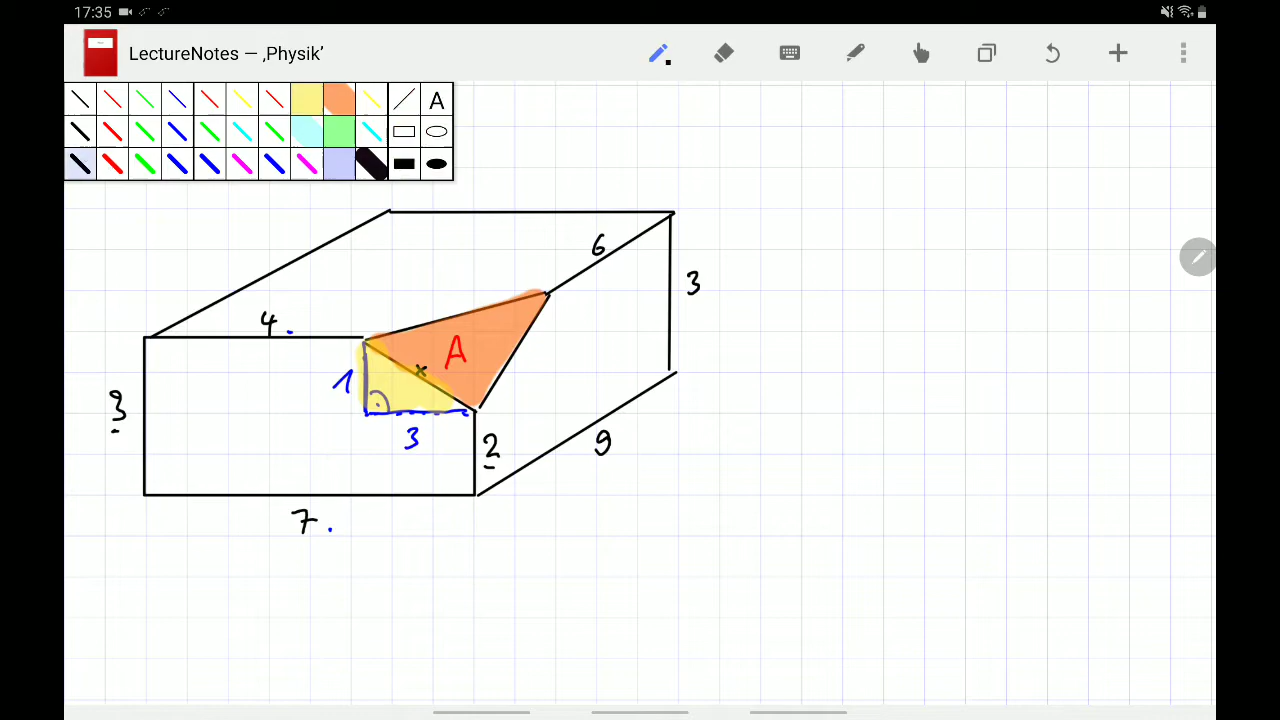 17:35
LectureNotes — ‚Physik’
A
6
3
4.
A
x
1
3
3
2
9
7.